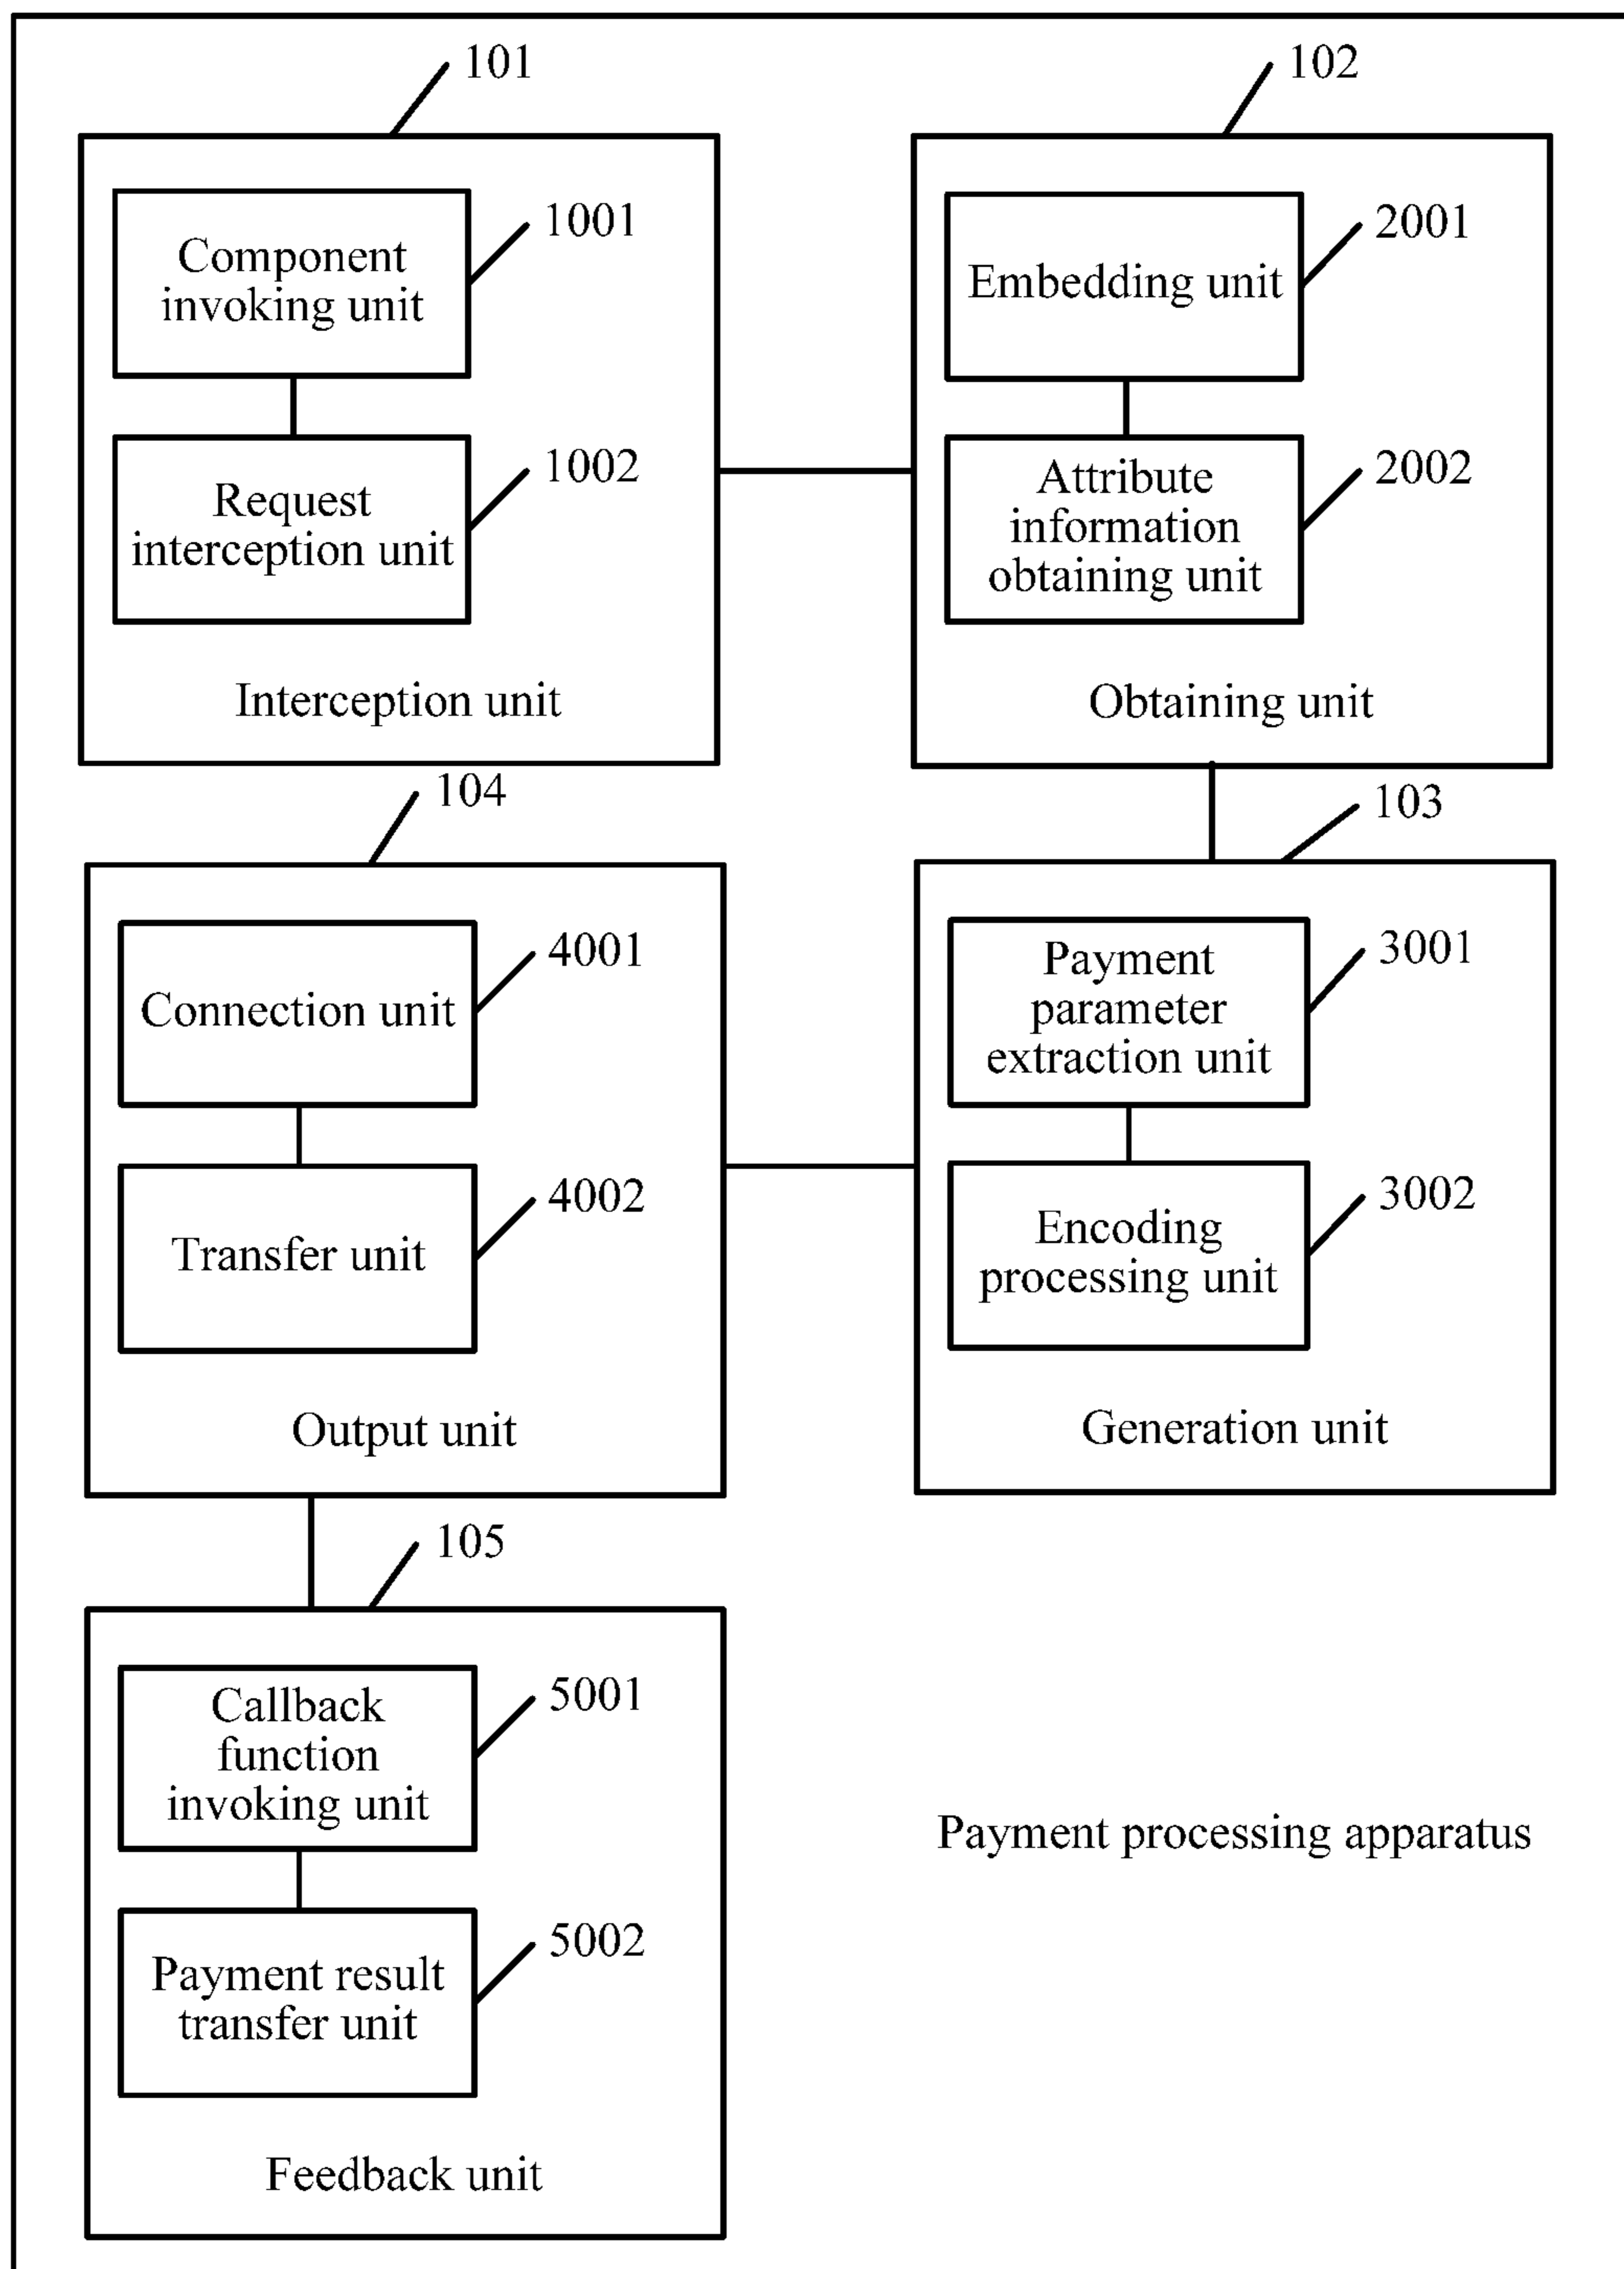 101
102
Component
invoking unit
1001
Request
interception unit
1002
Interception unit
Embedding unit
2001
Attribute
information
obtaining unit
2002
Obtaining unit
104
103
Connection unit
4001
Transfer unit
4002
Output unit
Payment
parameter
extraction unit
3001
Encoding
processing unit
3002
Generation unit
105
Callback
function
invoking unit
5001
Payment result
transfer unit
5002
Feedback unit
Payment processing apparatus